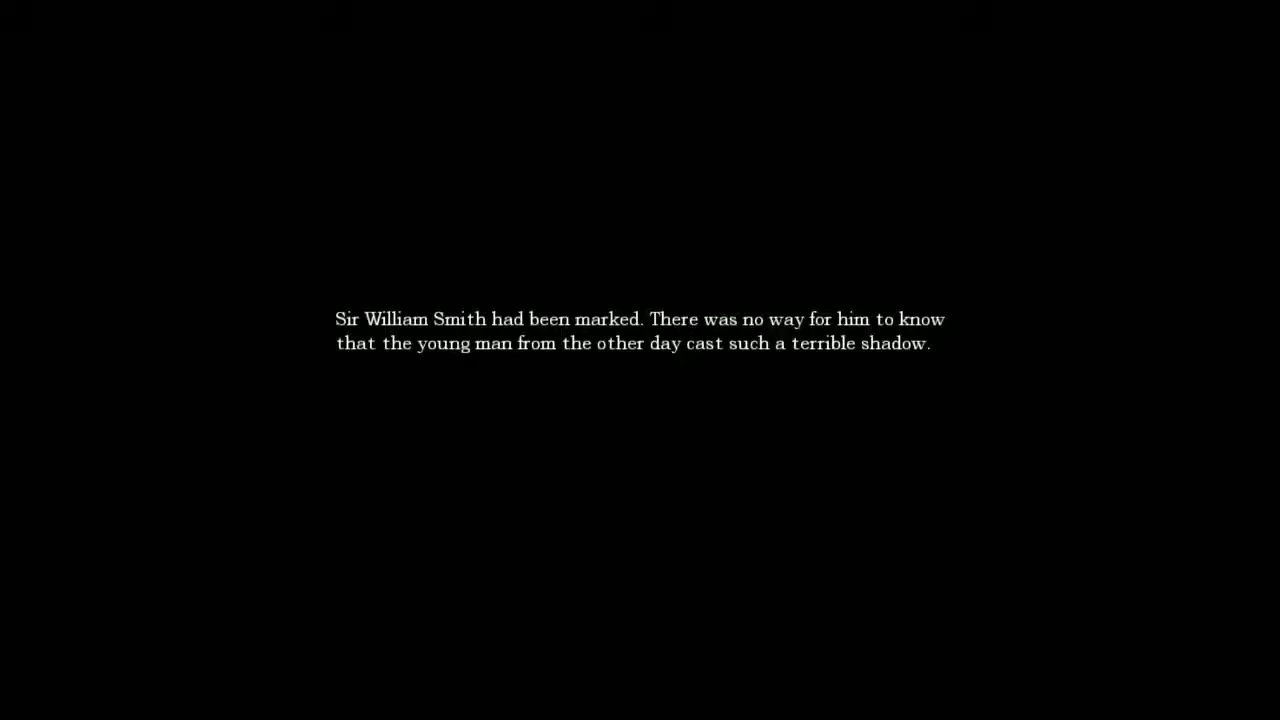 Sir William Smith had been marked. There was no way for him to know
that the young man from the other day cast such a terrible shadow.